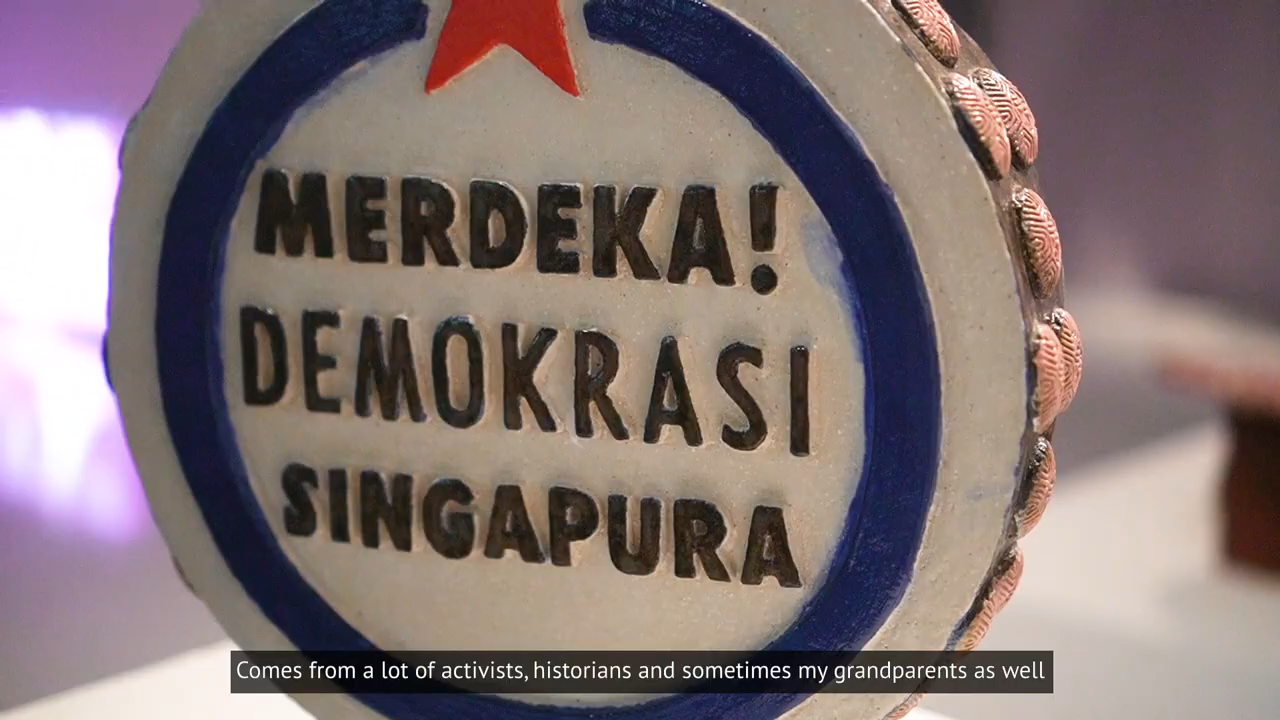 MERDEKA!
DEMOKRASI
SINGAPURA
Comes from a lot of activists, historians and sometimes my grandparents as well